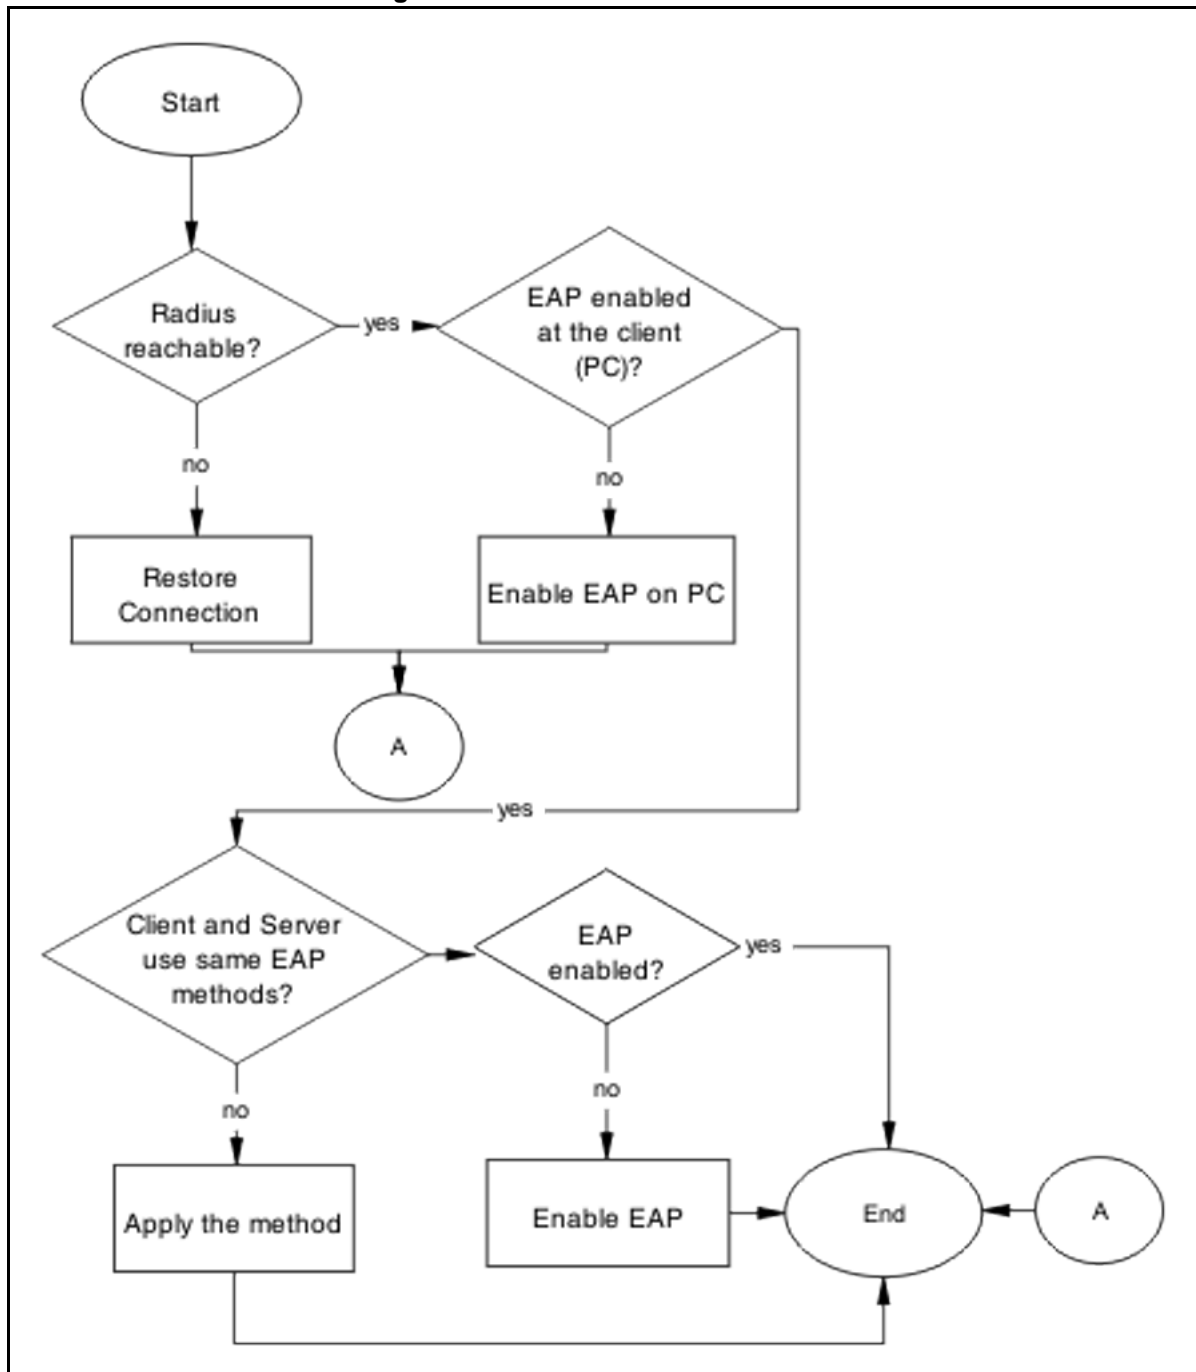 Start
Radius
reachable?
yes
EAP enabled
at the client
(PC)?
no
no
Restore
Connection
Enable EAP on PC
A
yes
Client and Server
use same EAP
methods?
EAP
enabled?
yes
no
no
Apply the method
Enable EAP
End
A